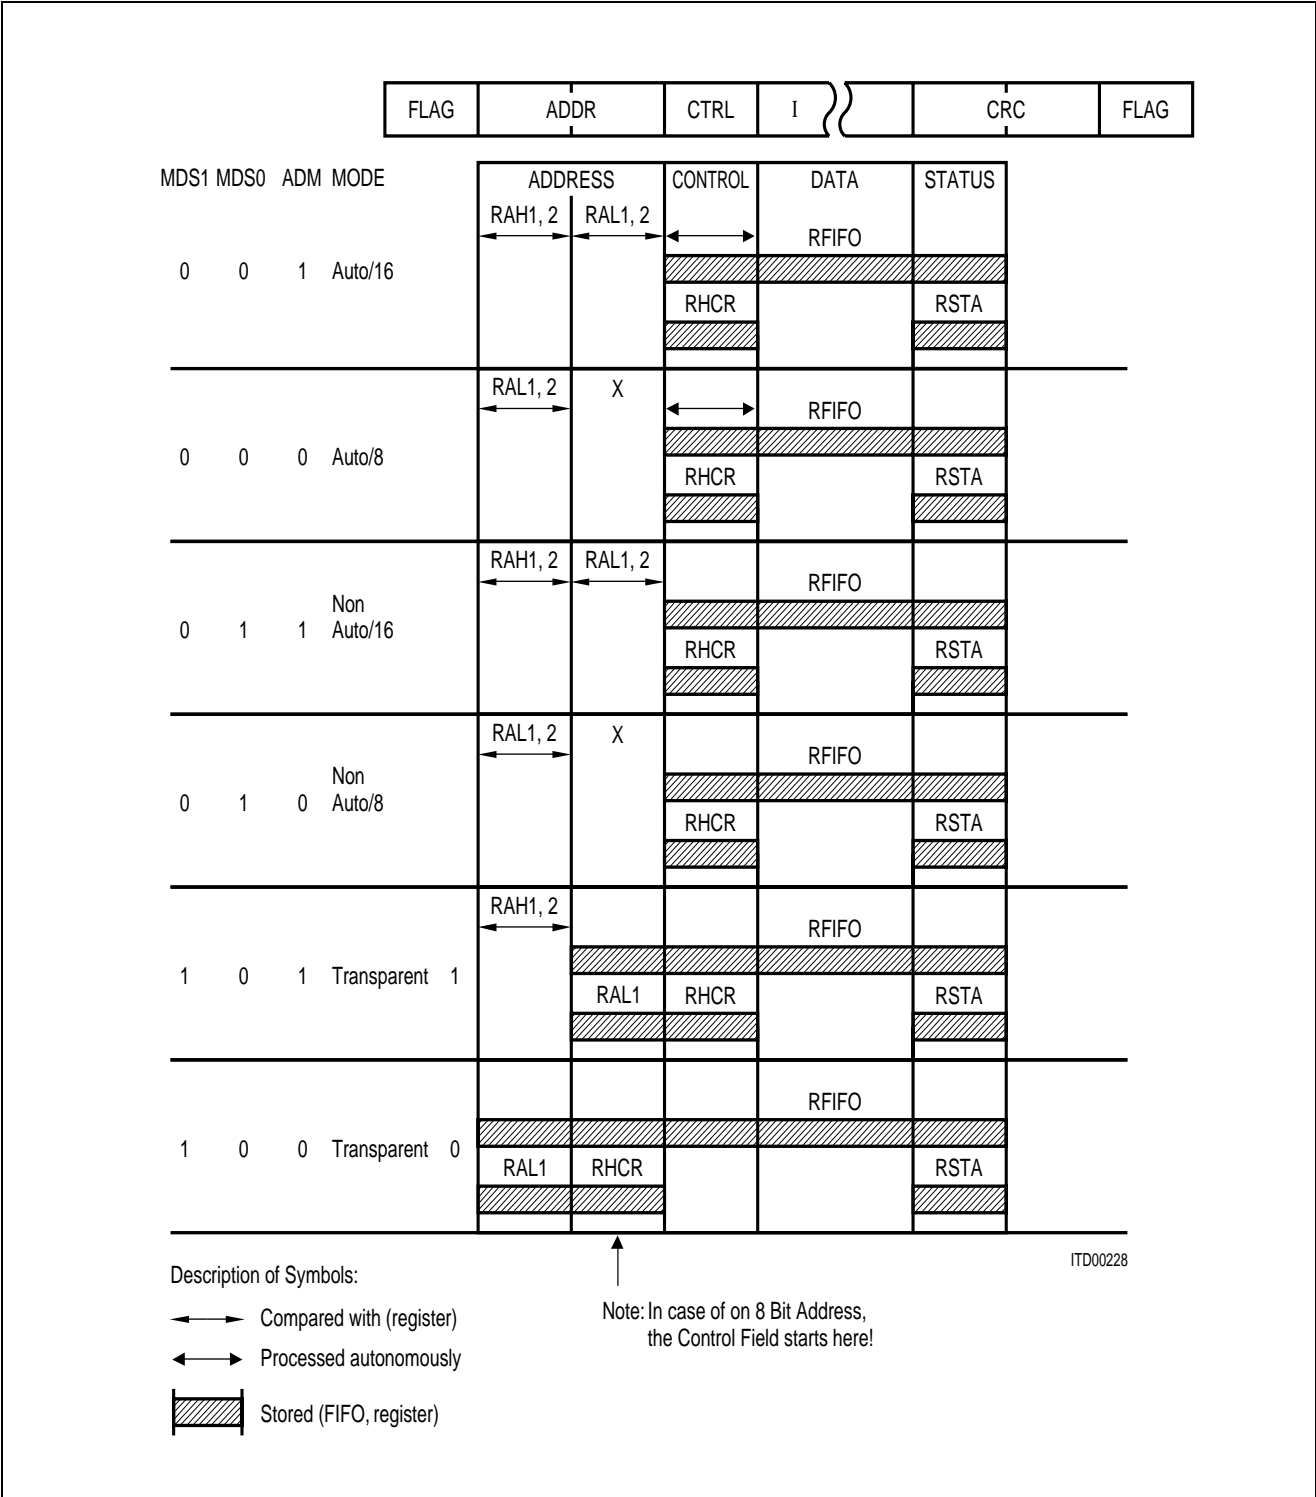 FLAG ADDR CTRL I CRC FLAG
MDS1 MDS0 ADM MODE ADDRESS CONTROL DATA STATUS
RAH1, 2 RAL1, 2 RFIFO
0 0 1 Auto/16
RHCR RSTA
RAL1, 2 X RFIFO
0 0 0 Auto/8
RHCR RSTA
RAH1, 2 RAL1, 2 RFIFO
Non
0 1 1 Auto/16
RHCR RSTA
RAL1, 2 X RFIFO
Non
0 1 0 Auto/8
RHCR RSTA
RAH1, 2 RFIFO
1 0 1 Transparent 1
RAL1 RHCR RSTA
RFIFO
1 0 0 Transparent 0
RAL1 RHCR RSTA
ITD00228
Description of Symbols:
Compared with (register)
Processed autonomously
Stored (FIFO, register)
Note: In case of on 8 Bit Address,
the Control Field starts here!